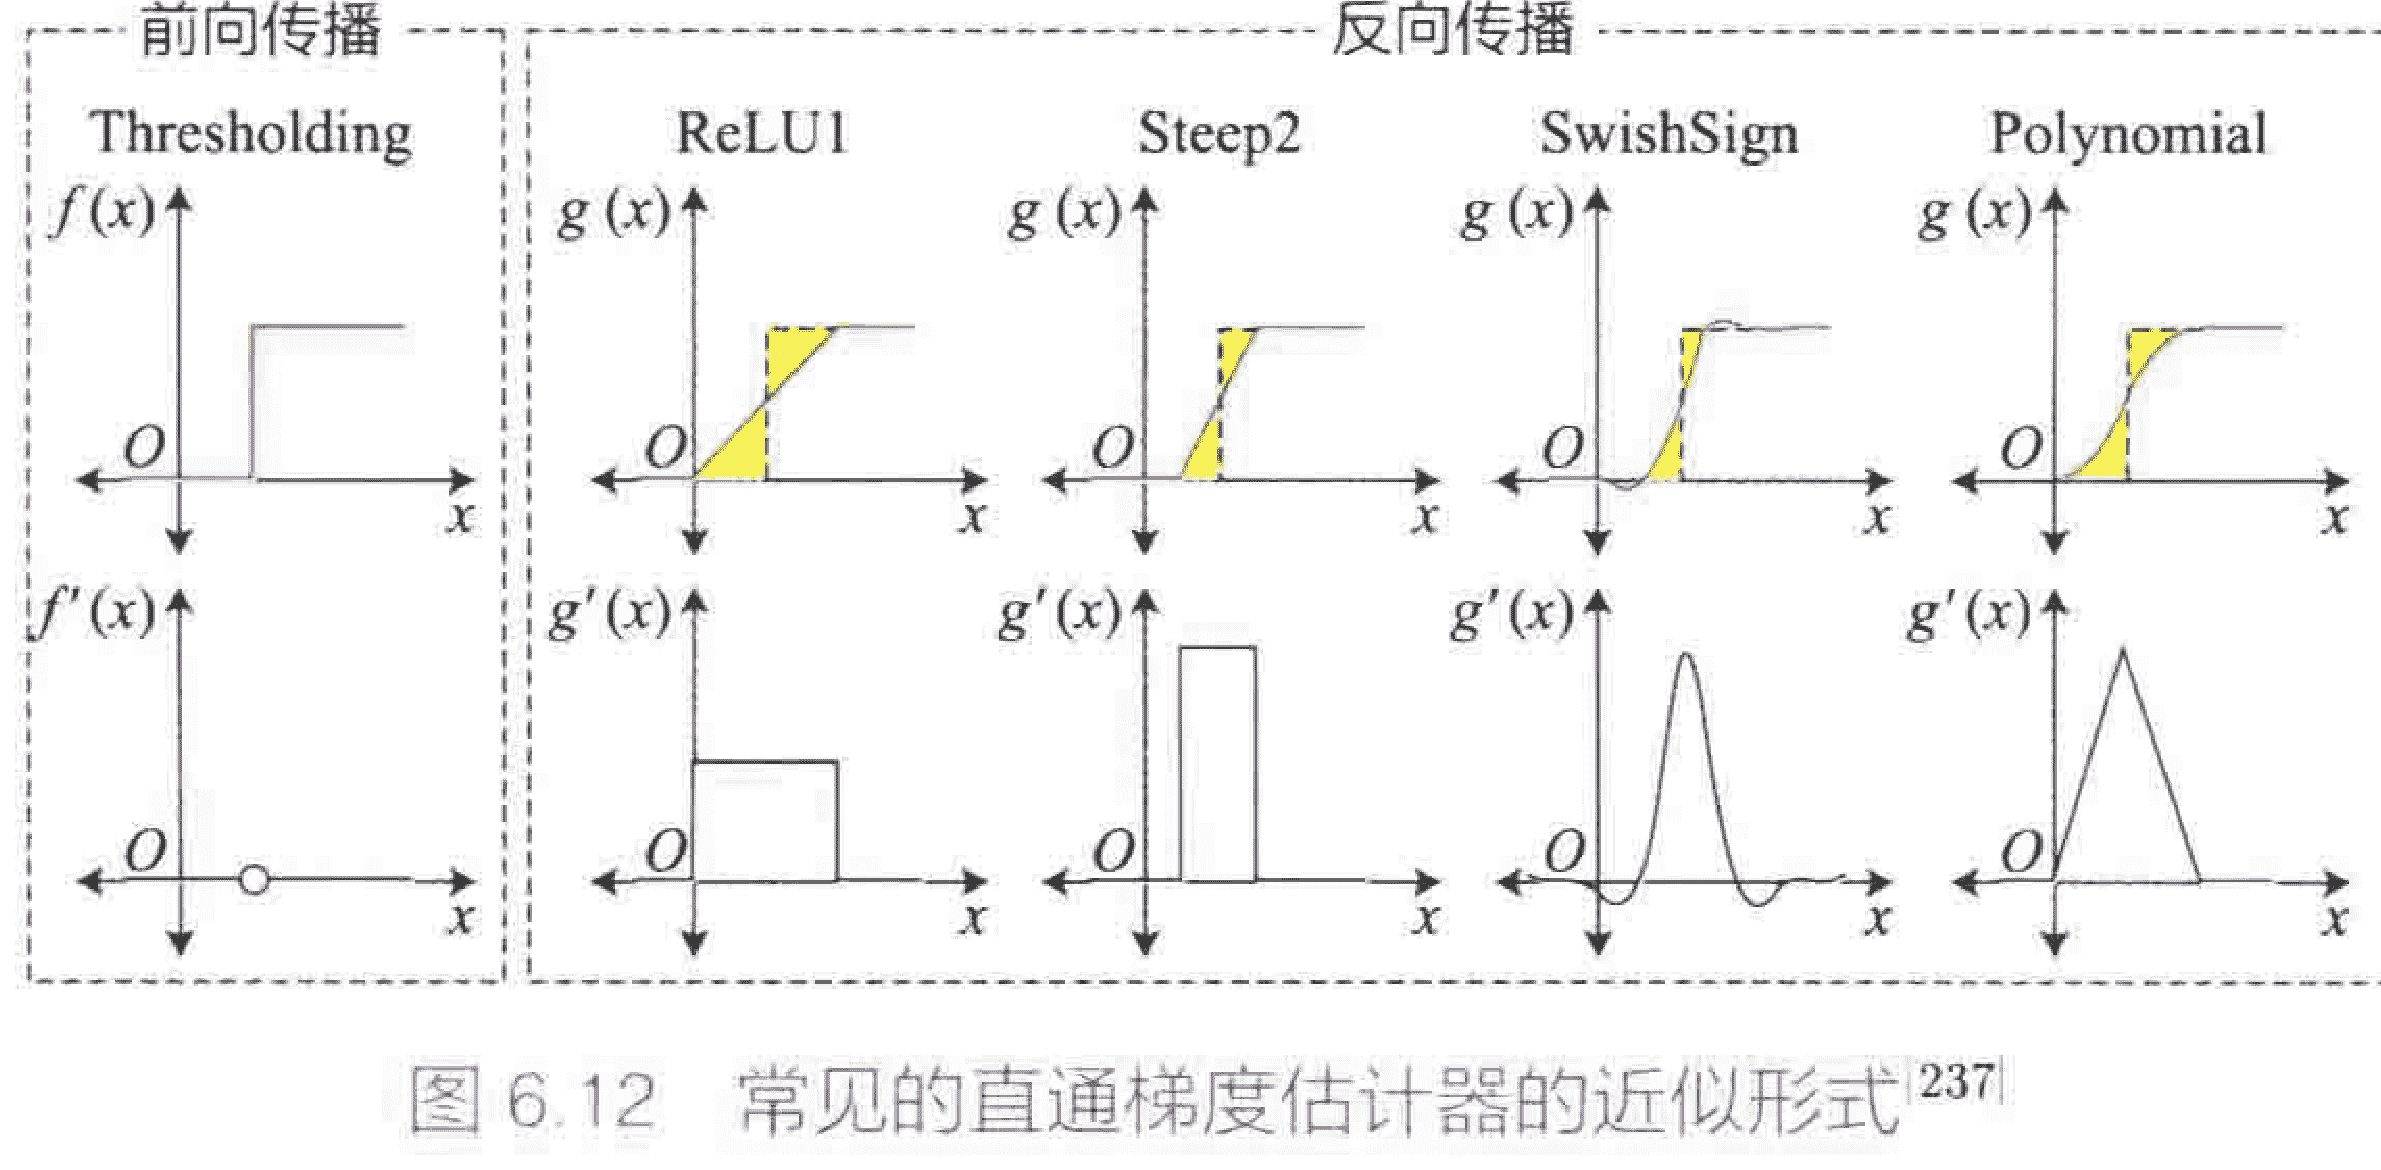 前向传播 反向传播
Thresholding ReLU1 Steep2 SwishSign Polynomial
f(x) g(x) g(x) g(x) g(x)
O O O O O
x x x x x
f′(x) g′(x) g′(x) g′(x) g′(x)
O O O O O
x x x x x
图 6.12 常见的直通梯度估计器的近似形式[237]